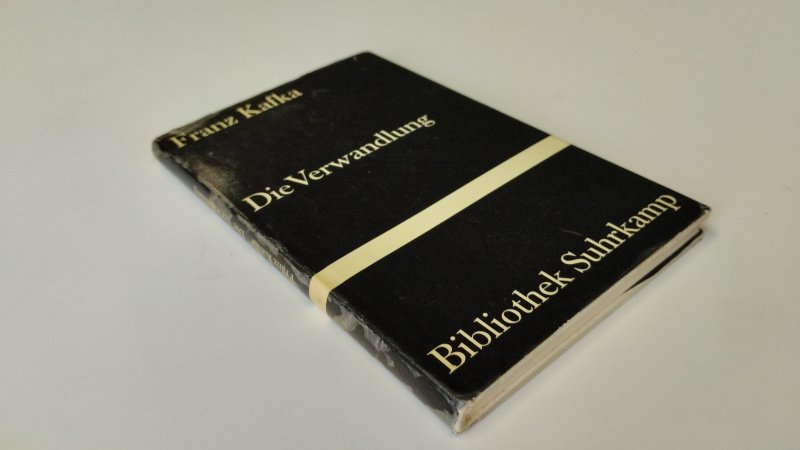 Franz Kafka
Die Verwandlung
Bibliothek Suhrkamp